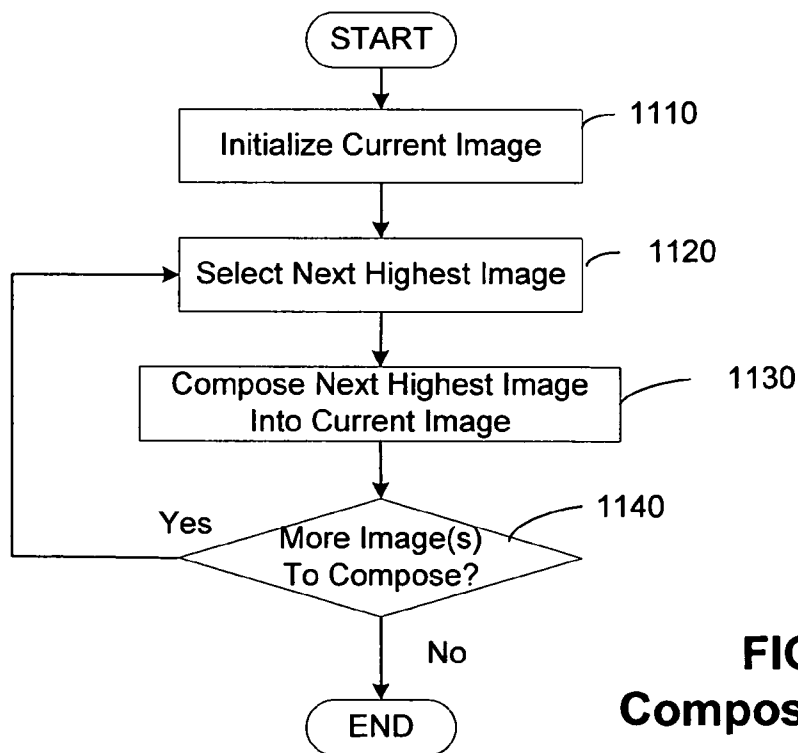 START
1110
Initialize Current Image
1120
Select Next Highest Image
1130
Compose Next Highest Image
Into Current Image
1140
Yes
More Image(s)
To Compose?
No
END